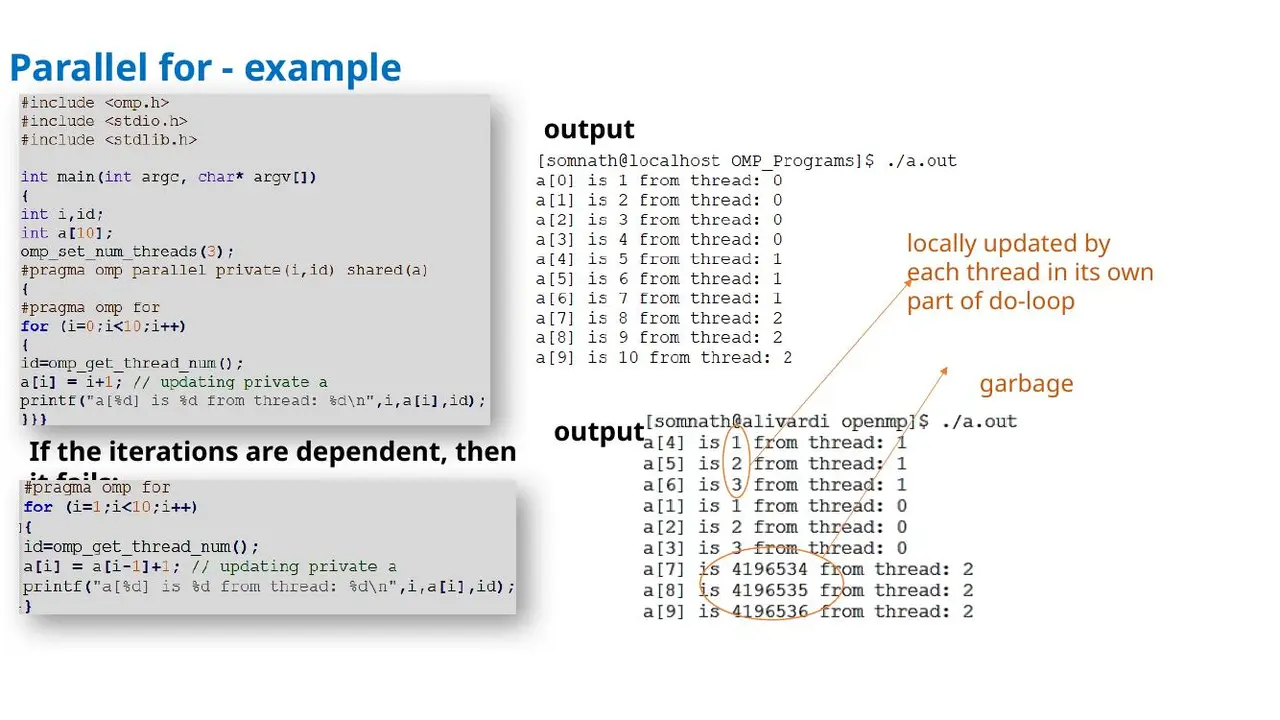 Parallel for - example
#include <omp.h>
#include <stdio.h>
#include <stdlib.h>
int main(int argc, char* argv[])
{
int i,id;
int a[10];
omp_set_num_threads(3);
#pragma omp parallel private(i,id) shared(a)
{
#pragma omp for
for (i=0;i<10;i++)
{
id=omp_get_thread_num();
a[i] = i+1; // updating private a
printf("a[%d] is %d from thread: %d\n",i,a[i],id);
}}}
output
[somnath@localhost OMP_Programs]$ ./a.out
a[0] is 1 from thread: 0
a[1] is 2 from thread: 0
a[2] is 3 from thread: 0
a[3] is 4 from thread: 0
a[4] is 5 from thread: 1
a[5] is 6 from thread: 1
a[6] is 7 from thread: 1
a[7] is 8 from thread: 2
a[8] is 9 from thread: 2
a[9] is 10 from thread: 2
locally updated by
each thread in its own
part of do-loop
garbage
If the iterations are dependent, then
#pragma omp for
for (i=1;i<10;i++)
{
id=omp_get_thread_num();
a[i] = a[i-1]+1; // updating private a
printf("a[%d] is %d from thread: %d\n",i,a[i],id);
}
output
[somnath@alivardi openmp]$ ./a.out
a[4] is 1 from thread: 1
a[5] is 2 from thread: 1
a[6] is 3 from thread: 1
a[1] is 1 from thread: 0
a[2] is 2 from thread: 0
a[3] is 3 from thread: 0
a[7] is 4196534 from thread: 2
a[8] is 4196535 from thread: 2
a[9] is 4196536 from thread: 2